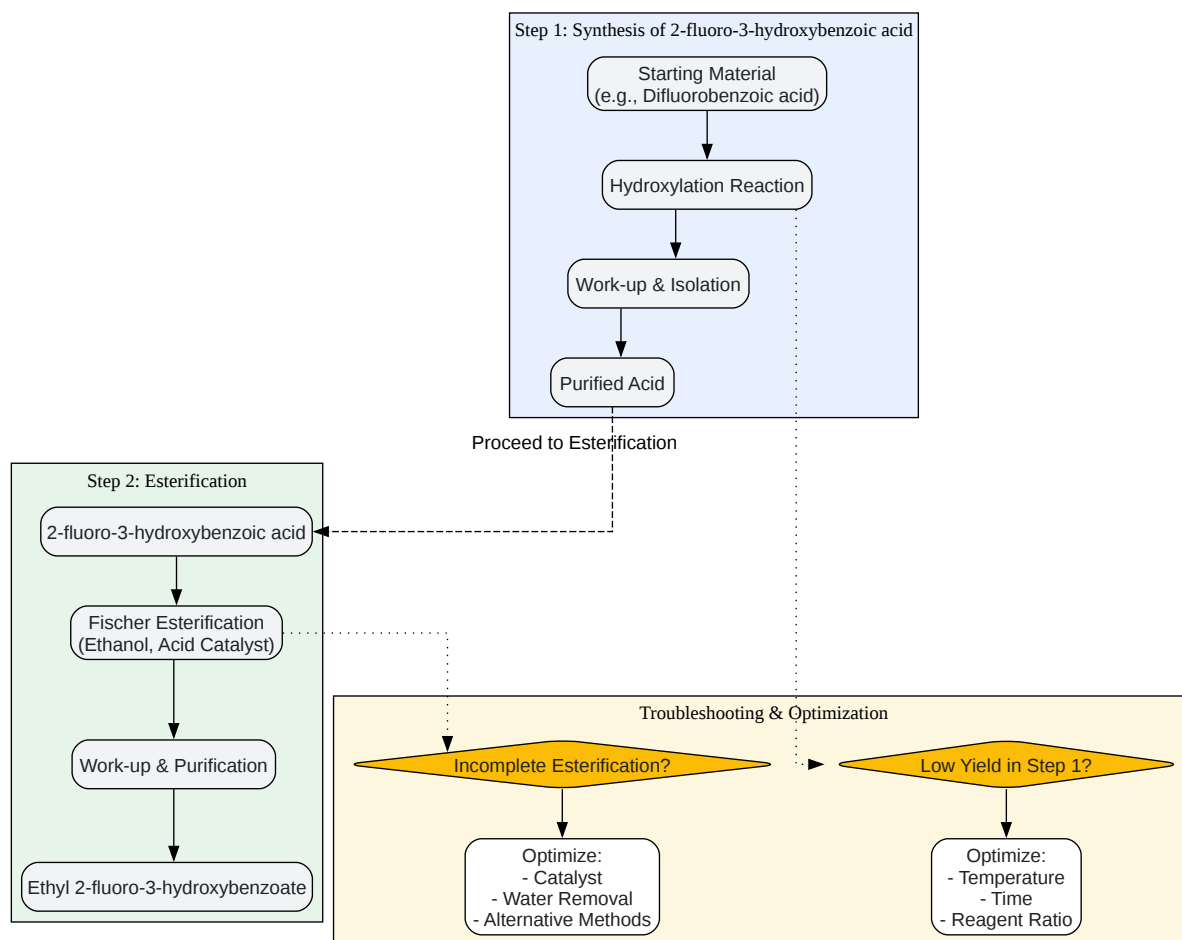 Step 1: Synthesis of 2-fluoro-3-hydroxybenzoic acid
Starting Material
(e.g., Difluorobenzoic acid)
Hydroxylation Reaction
Work-up & Isolation
Purified Acid
Proceed to Esterification
Step 2: Esterification
2-fluoro-3-hydroxybenzoic acid
Fischer Esterification
(Ethanol, Acid Catalyst)
Work-up & Purification
Ethyl 2-fluoro-3-hydroxybenzoate
Troubleshooting & Optimization
Incomplete Esterification?
Optimize:
- Catalyst
- Water Removal
- Alternative Methods
Low Yield in Step 1?
Optimize:
- Temperature
- Time
- Reagent Ratio